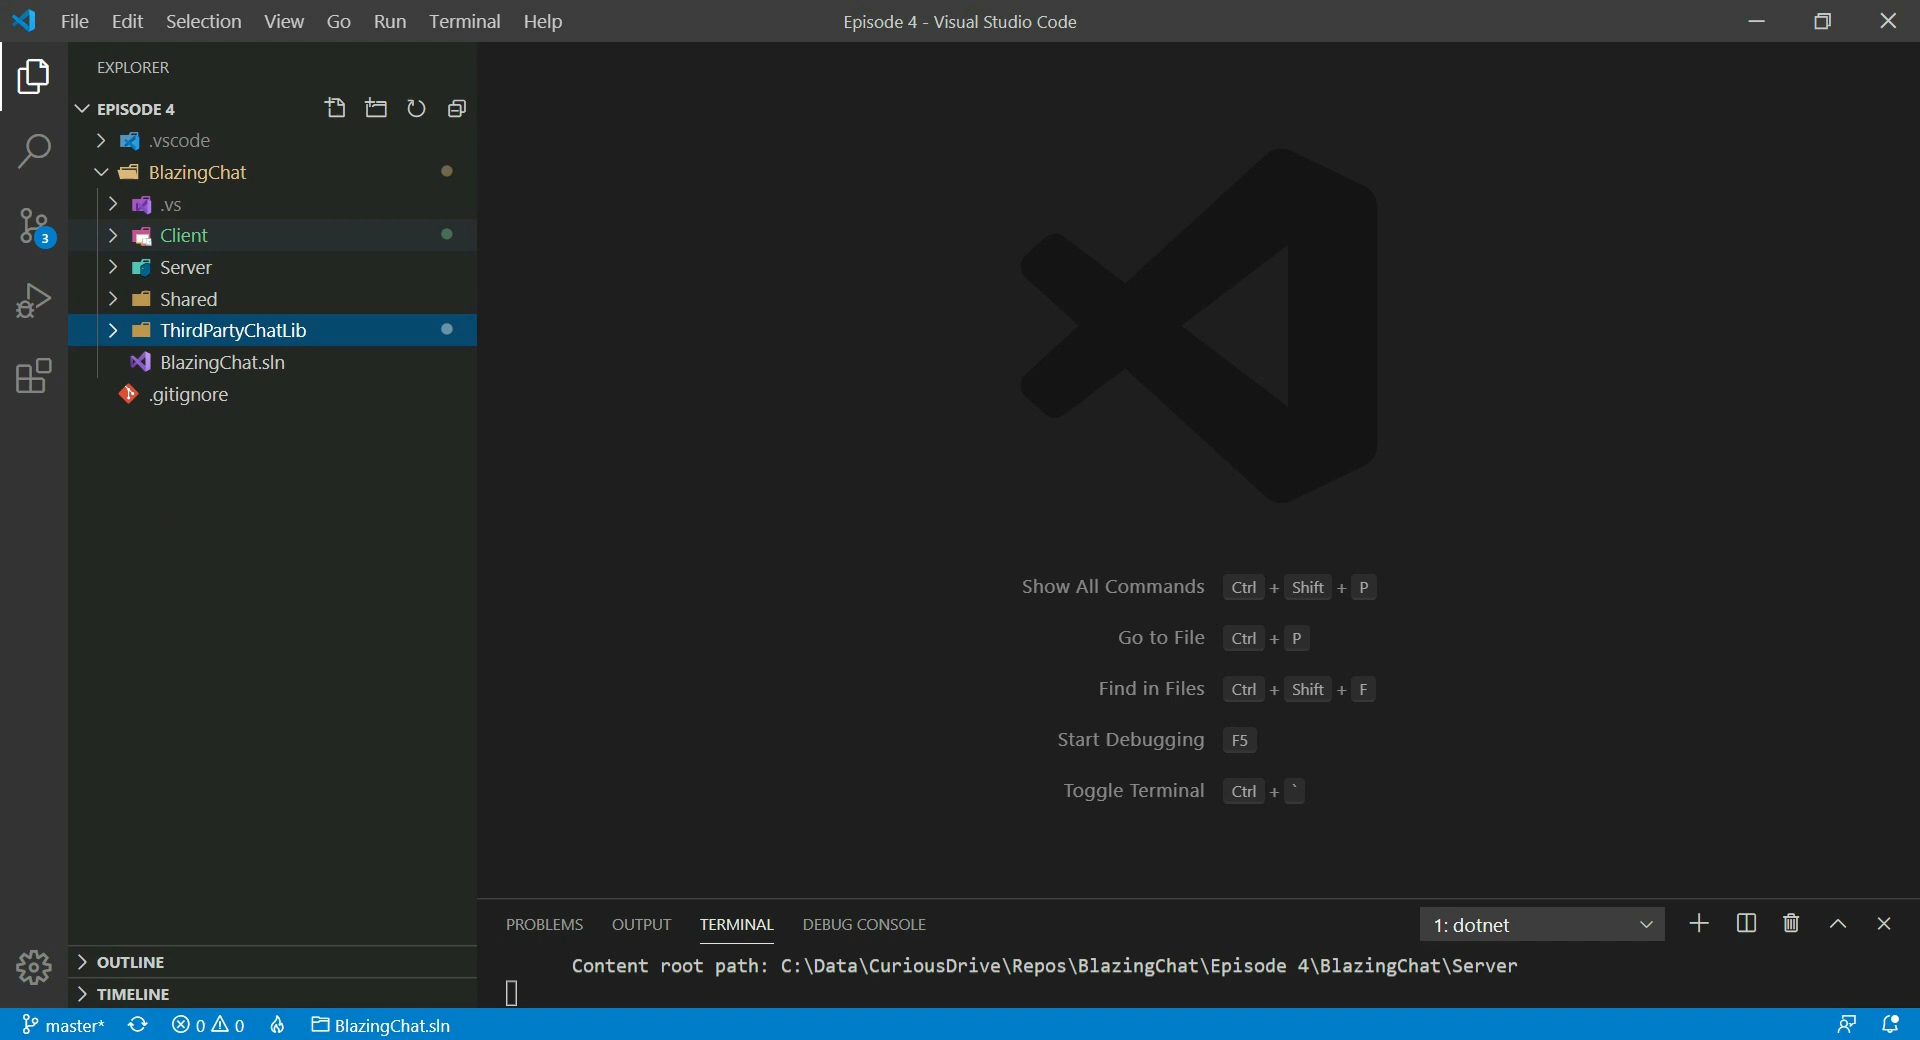 File Edit Selection View Go Run Terminal Help
Episode 4 - Visual Studio Code
EXPLORER
EPISODE 4
.vscode
BlazingChat
.vs
Client
Server
Shared
ThirdPartyChatLib
BlazingChat.sln
.gitignore
3
Show All Commands Ctrl + Shift + P
Go to File Ctrl + P
Find in Files Ctrl + Shift + F
Start Debugging F5
Toggle Terminal Ctrl + `
PROBLEMS OUTPUT TERMINAL DEBUG CONSOLE
1: dotnet
Content root path: C:\Data\CuriousDrive\Repos\BlazingChat\Episode 4\BlazingChat\Server
OUTLINE
TIMELINE
master* 0 0 BlazingChat.sln